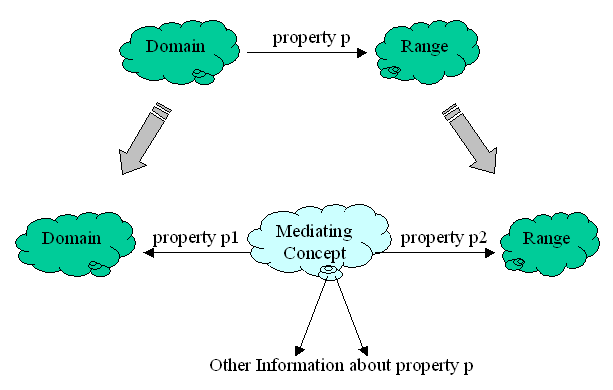 property p
Domain
Range
property p1
Mediating
Concept
property p2
Domain
Range
Other Information about property p